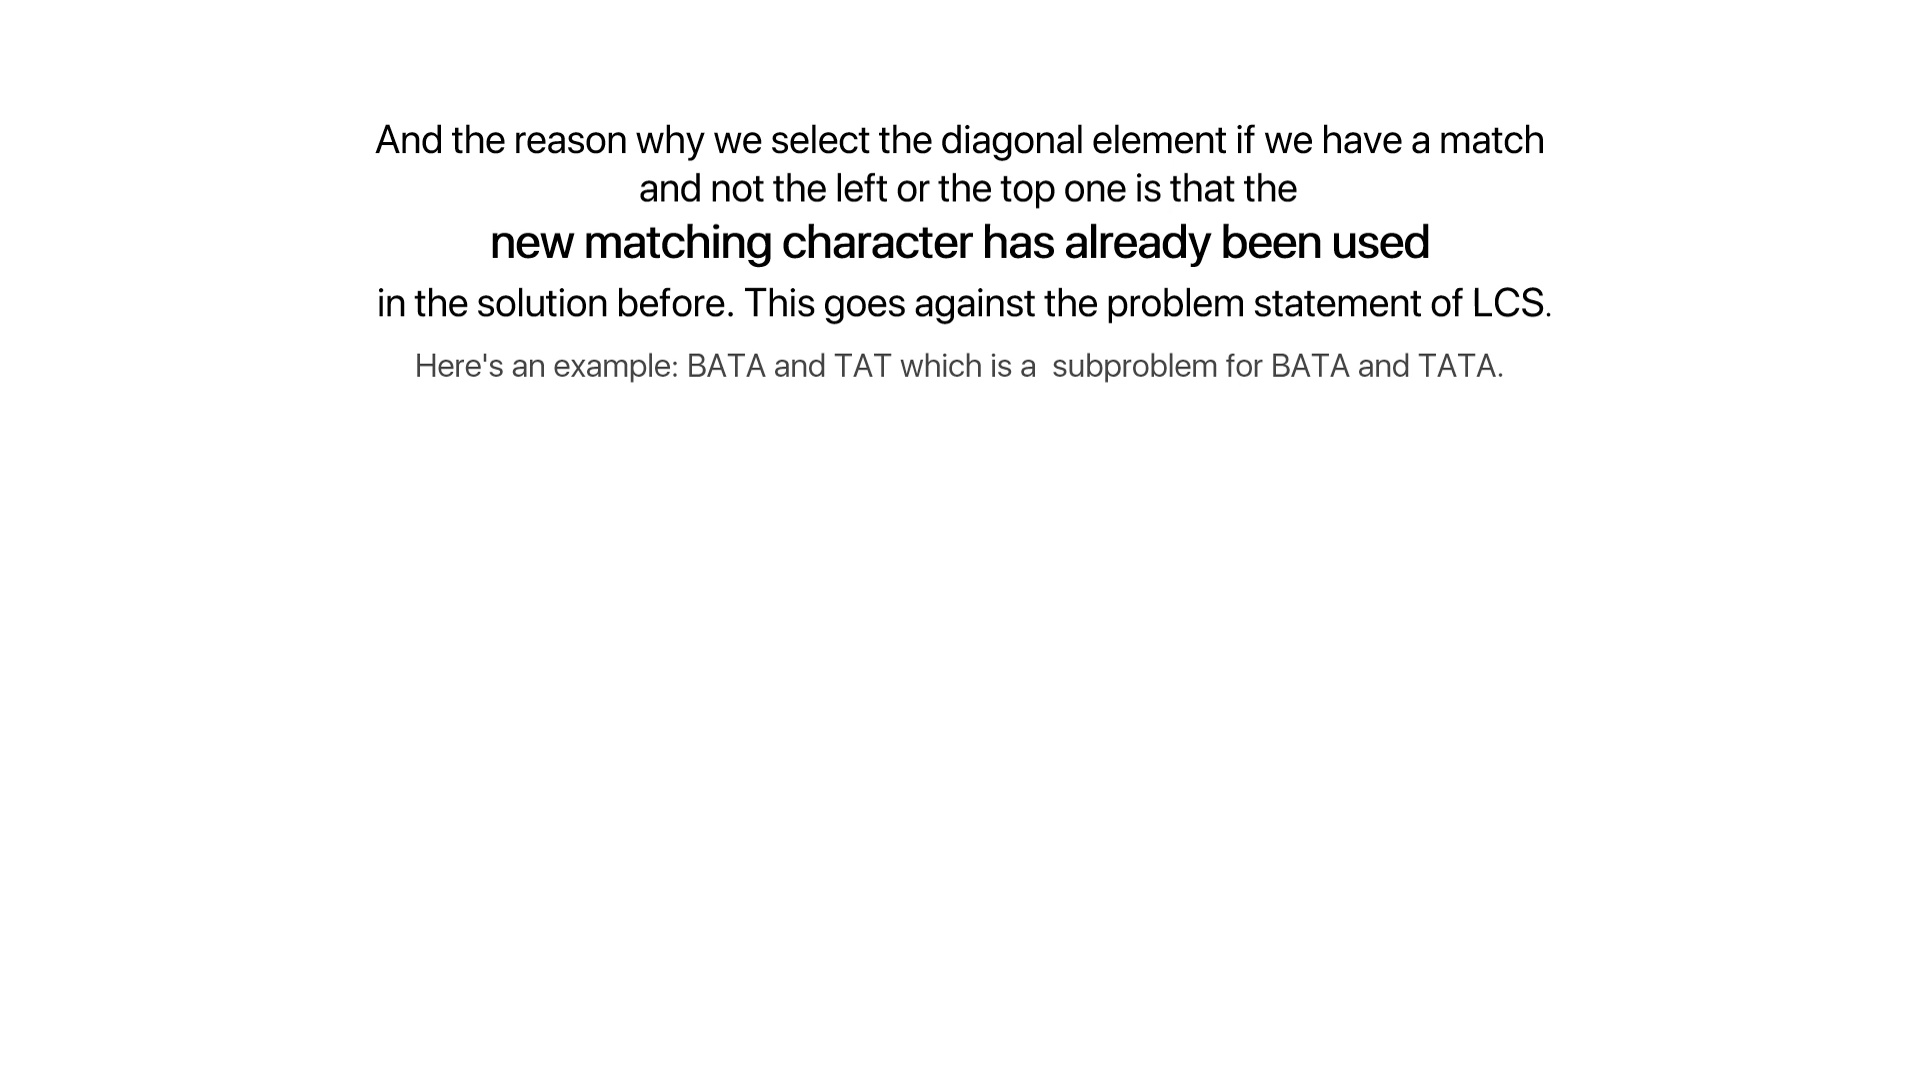 And the reason why we select the diagonal element if we have a match
and not the left or the top one is that the
new matching character has already been used
in the solution before. This goes against the problem statement of LCS.
Here's an example: BATA and TAT which is a  subproblem for BATA and TATA.